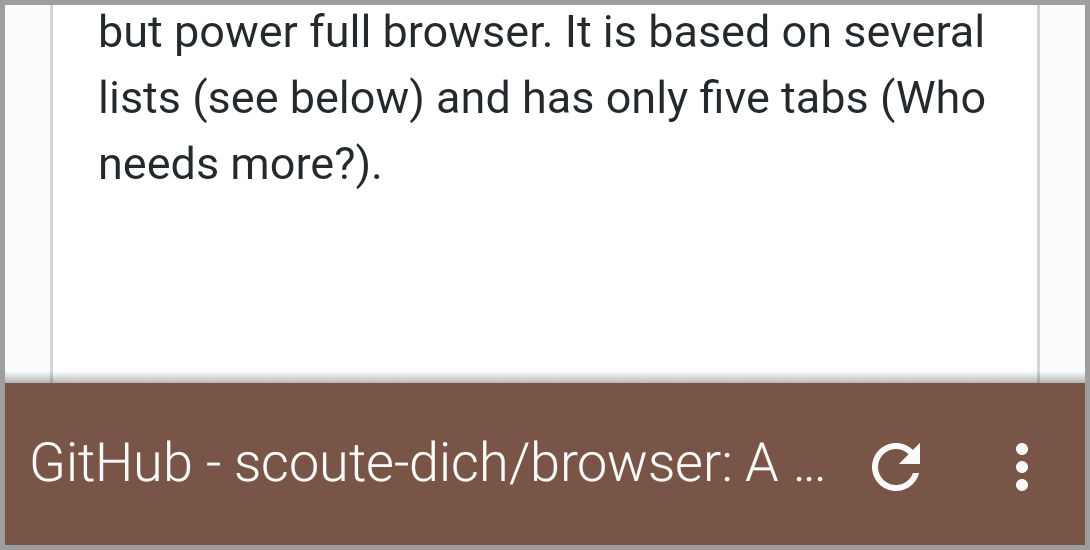 but power full browser. It is based on several
lists (see below) and has only five tabs (Who
needs more?).
GitHub - scoute-dich/browser: A ...